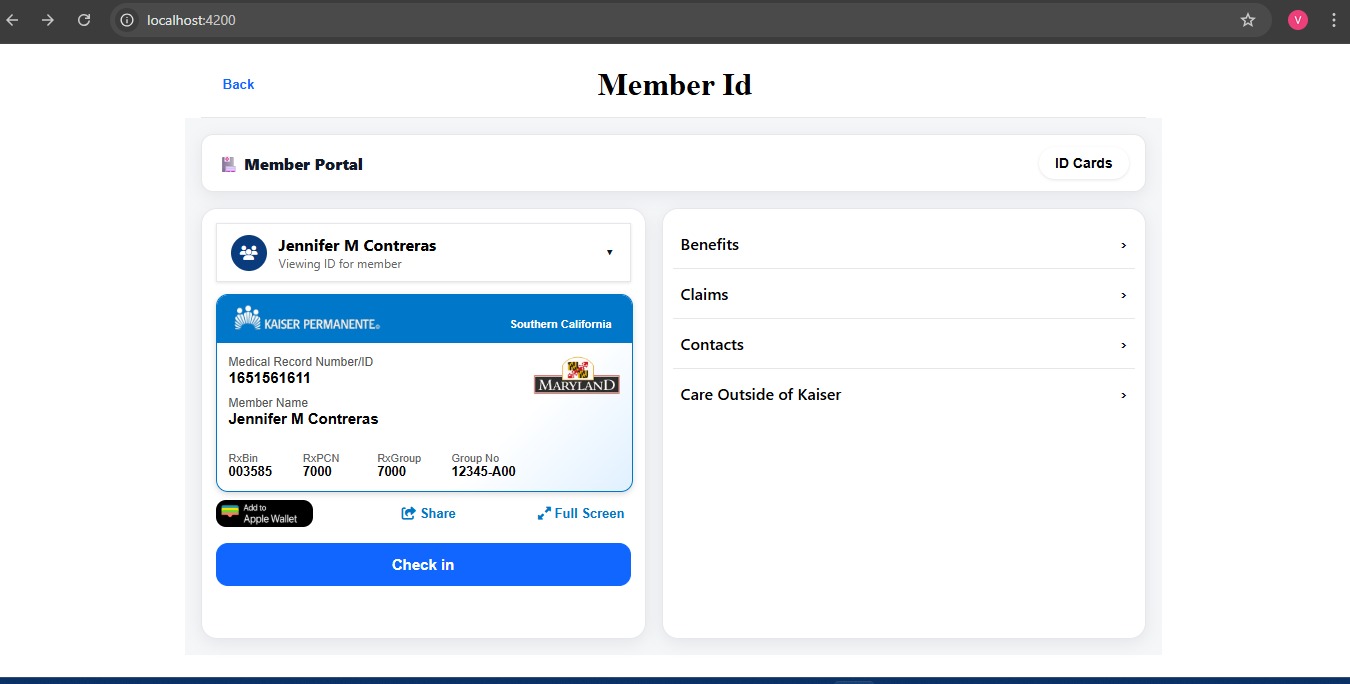 localhost:4200
V
Back
Member Id
Member Portal
ID Cards
Jennifer M Contreras
Viewing ID for member
KAISER PERMANENTE®
Southern California
Medical Record Number/ID
1651561611
MARYLAND
Member Name
Jennifer M Contreras
RxBin RxPCN RxGroup Group No
003585 7000 7000 12345-A00
Add to
Apple Wallet
Share
Full Screen
Check in
Benefits
Claims
Contacts
Care Outside of Kaiser